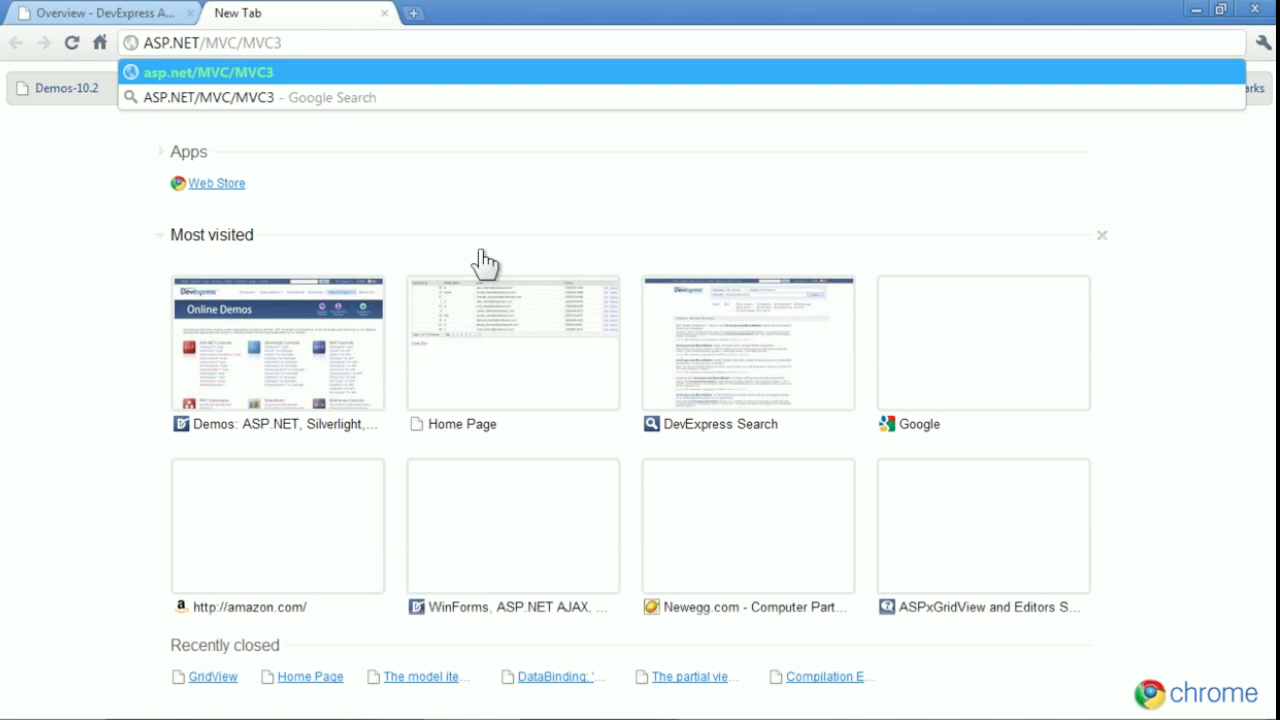 Overview - DevExpress A...
New Tab
ASP.NET/MVC/MVC3
asp.net/MVC/MVC3
ASP.NET/MVC/MVC3 - Google Search
Demos-10.2
arks
Apps
Web Store
Most visited
DevExpress
Online Demos
DevExpress
Demos: ASP.NET, Silverlight,...
Home Page
DevExpress Search
Google
http://amazon.com/
WinForms, ASP.NET AJAX, ...
Newegg.com - Computer Part...
ASPxGridView and Editors S...
Recently closed
GridView
Home Page
The model ite...
DataBinding: '...
The partial vie...
Compilation E...
chrome